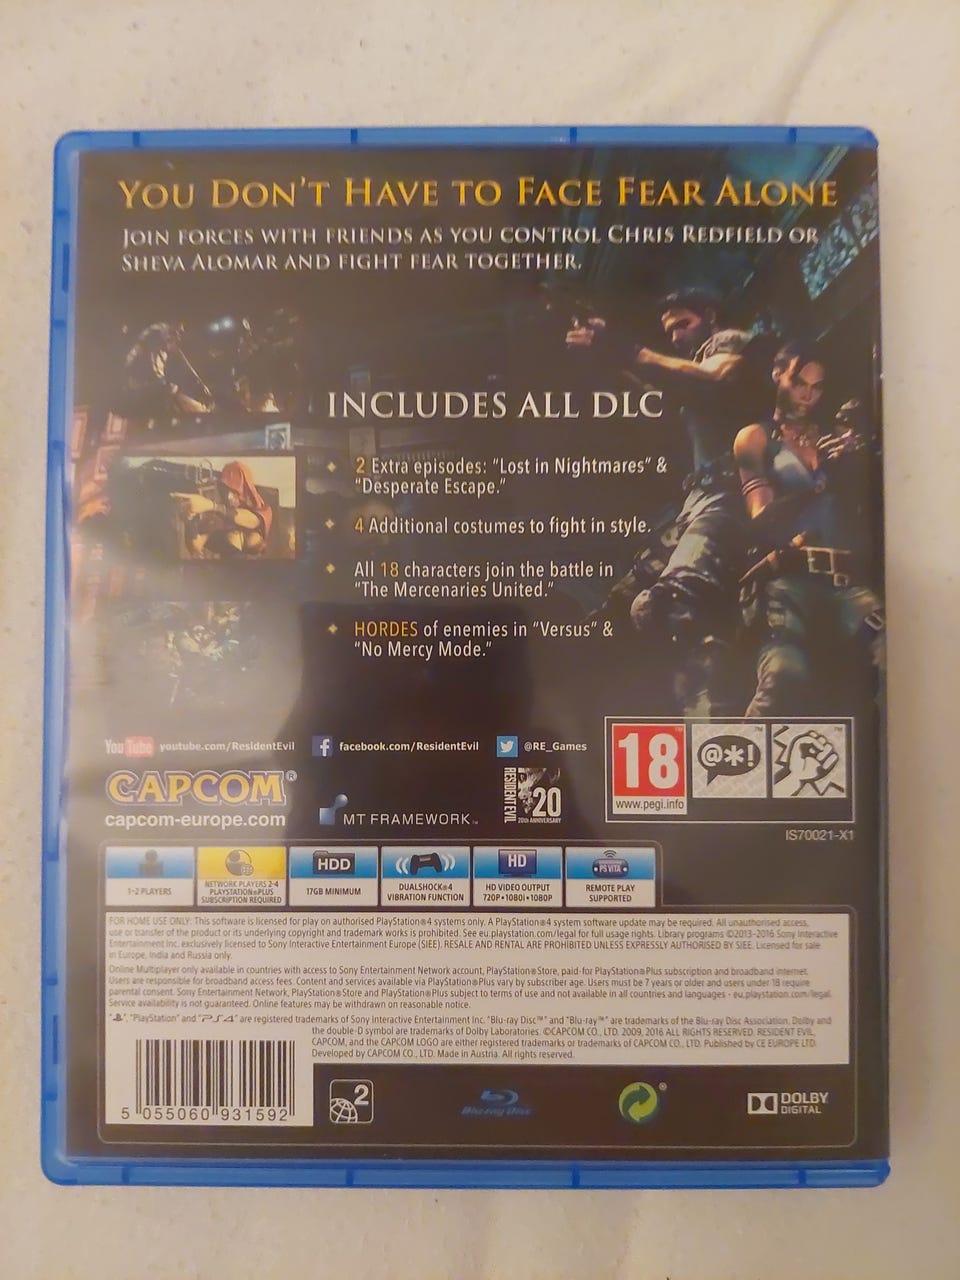 YOU DON'T HAVE TO FACE FEAR ALONE
JOIN FORCES WITH FRIENDS AS YOU CONTROL CHRIS REDFIELD OR
SHEVA ALOMAR AND FIGHT FEAR TOGETHER.
INCLUDES ALL DLC
2 Extra episodes: "Lost in Nightmares" &
"Desperate Escape."
4 Additional costumes to fight in style.
All 18 characters join the battle in
"The Mercenaries United."
HORDES of enemies in "Versus" &
"No Mercy Mode."
YouTube youtube.com/ResidentEvil
facebook.com/ResidentEvil
@RE_Games
18
www.pegi.info
@*!
CAPCOM®
capcom-europe.com
MT FRAMEWORK™
RESIDENT EVIL
20
20th ANNIVERSARY
IS70021-X1
1-2 PLAYERS
NETWORK PLAYERS 2-4
PLAYSTATION®PLUS
SUBSCRIPTION REQUIRED
HDD
17GB MINIMUM
DUALSHOCK®4
VIBRATION FUNCTION
HD
HD VIDEO OUTPUT
720P•1080i•1080P
PS VITA
REMOTE PLAY
SUPPORTED
FOR HOME USE ONLY: This software is licensed for play on authorised PlayStation®4 systems only. A PlayStation®4 system software update may be required. All unauthorised access,
use or transfer of the product or its underlying copyright and trademark works is prohibited. See eu.playstation.com/legal for full usage rights. Library programs ©2013-2016 Sony Interactive
Entertainment Inc. exclusively licensed to Sony Interactive Entertainment Europe (SIEE). RESALE AND RENTAL ARE PROHIBITED UNLESS EXPRESSLY AUTHORISED BY SIEE. Licensed for sale
in Europe, India and Russia only.
Online Multiplayer only available in countries with access to Sony Entertainment Network account, PlayStation®Store, paid-for PlayStation®Plus subscription and broadband internet.
Users are responsible for broadband access fees. Content and services available via PlayStation®Plus vary by subscriber age. Users must be 7 years or older and users under 18 require
parental consent. Sony Entertainment Network, PlayStation®Store and PlayStation®Plus subject to terms of use and not available in all countries and languages - eu.playstation.com/legal.
Service availability is not guaranteed. Online features may be withdrawn on reasonable notice.
"PlayStation" and "PS4" are registered trademarks of Sony Interactive Entertainment Inc. "Blu-ray Disc™" and "Blu-ray™" are trademarks of the Blu-ray Disc Association. Dolby and
the double-D symbol are trademarks of Dolby Laboratories. ©CAPCOM CO., LTD. 2009, 2016 ALL RIGHTS RESERVED. RESIDENT EVIL,
CAPCOM, and the CAPCOM LOGO are either registered trademarks or trademarks of CAPCOM CO., LTD. Published by CE EUROPE LTD.
Developed by CAPCOM CO., LTD. Made in Austria. All rights reserved.
5 055060 931592
2
Blu-ray Disc
®
DOLBY
DIGITAL